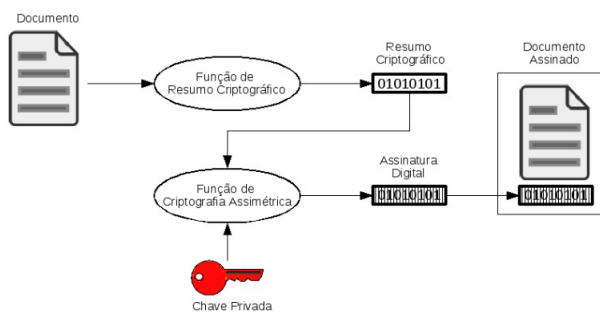 Documento
Função de
Resumo Criptográfico
Resumo
Criptográfico
01010101
Documento
Assinado
Função de
Criptografia Assimétrica
Assinatura
Digital
01010101
01010101
Chave Privada